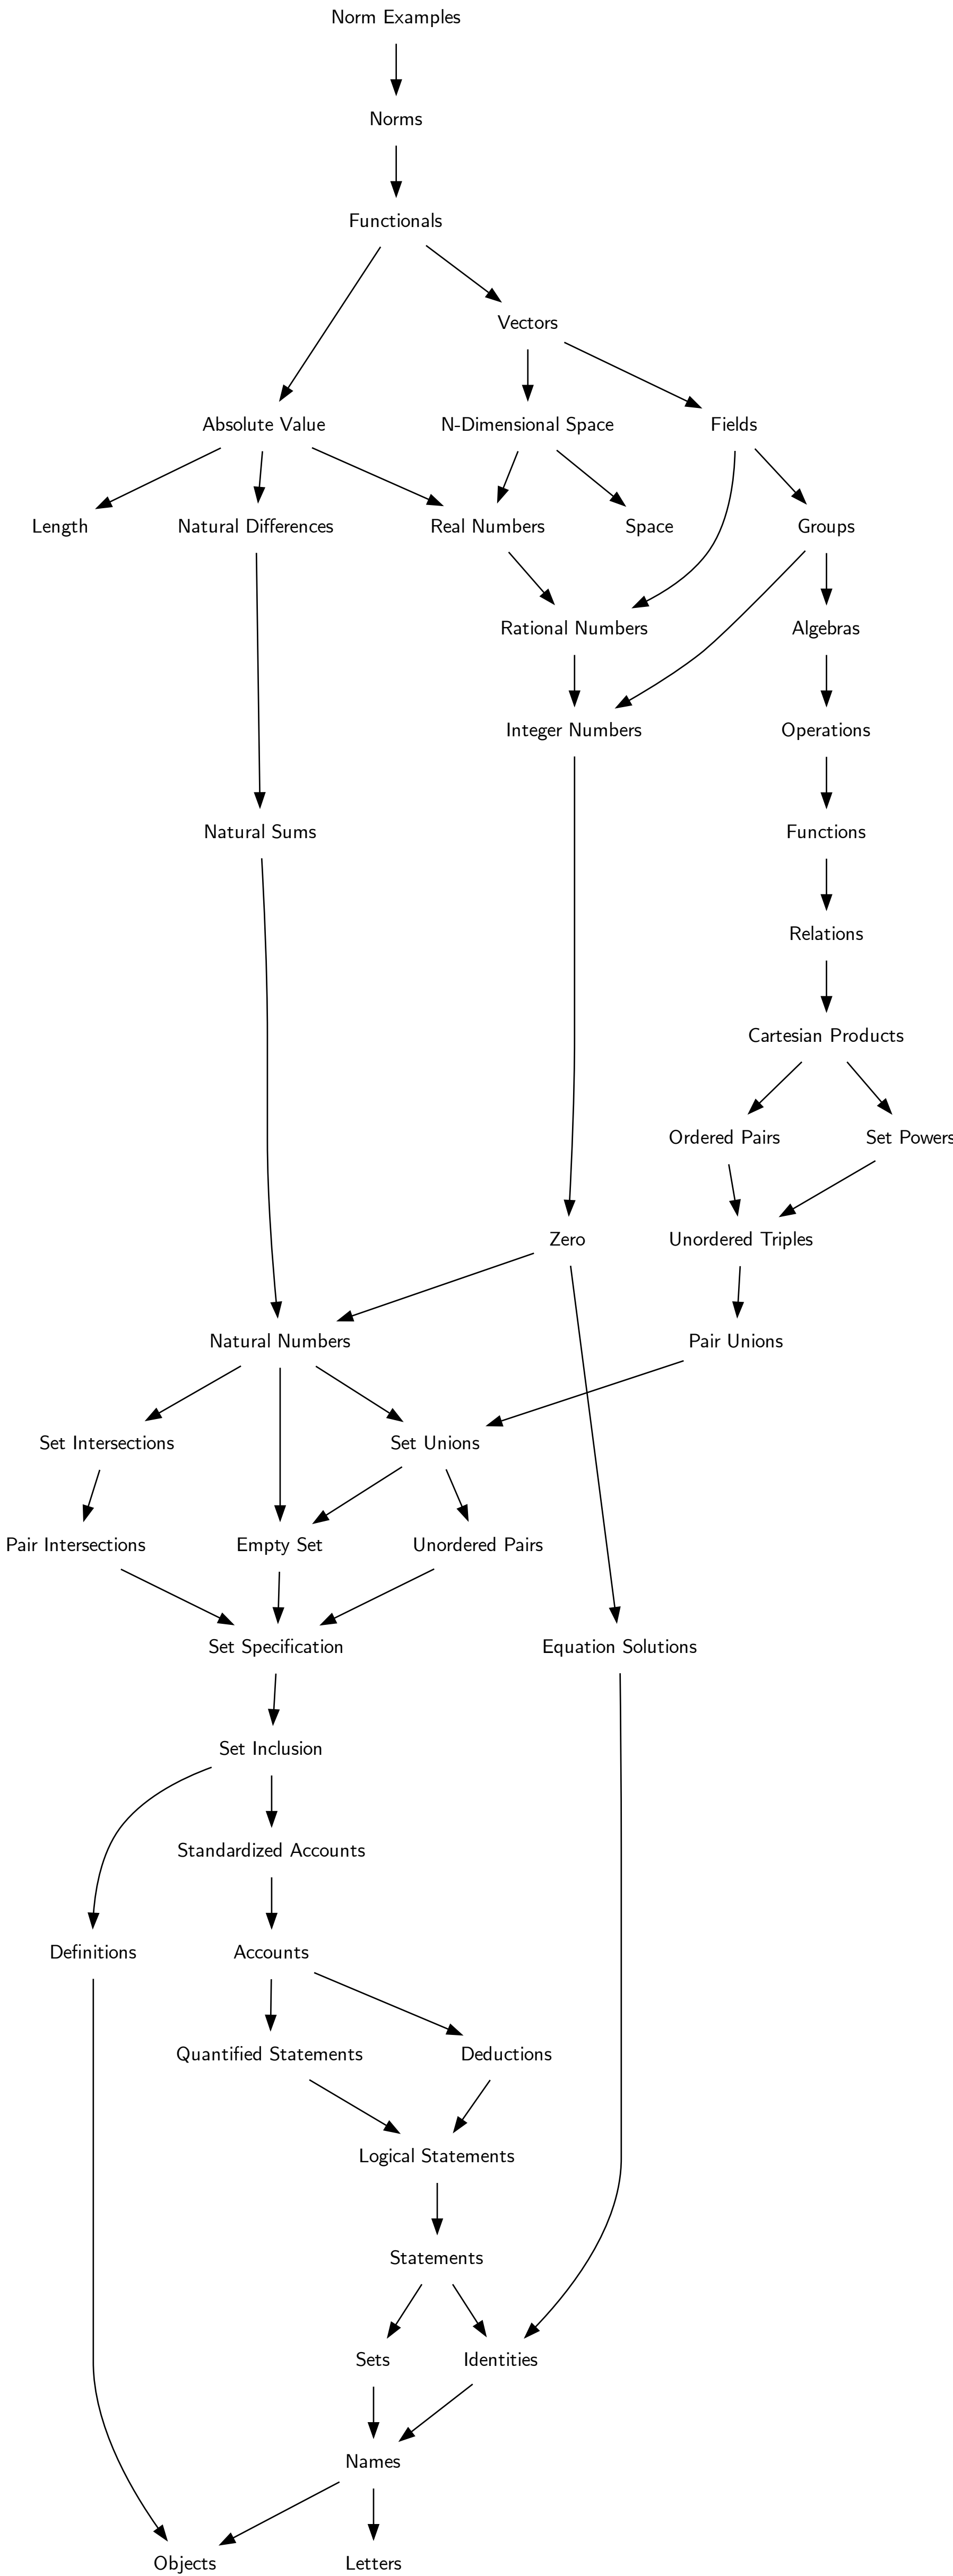 Norm Examples
Norms
Functionals
Vectors
Absolute Value
N-Dimensional Space
Fields
Length
Natural Differences
Real Numbers
Space
Groups
Rational Numbers
Algebras
Integer Numbers
Operations
Natural Sums
Functions
Relations
Cartesian Products
Ordered Pairs
Set Powers
Zero
Unordered Triples
Natural Numbers
Pair Unions
Set Intersections
Set Unions
Pair Intersections
Empty Set
Unordered Pairs
Set Specification
Equation Solutions
Set Inclusion
Standardized Accounts
Definitions
Accounts
Quantified Statements
Deductions
Logical Statements
Statements
Sets
Identities
Names
Objects
Letters